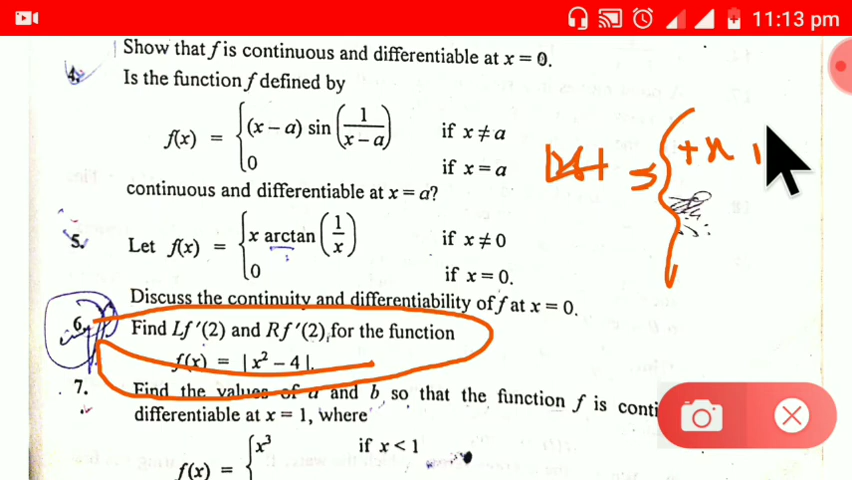 11:13 pm
Show that f is continuous and differentiable at x = 0.
4. Is the function f defined by
f(x) = { (x – a) sin (1/(x – a)) if x ≠ a
0 if x = a
continuous and differentiable at x = a?
5. Let f(x) = { x arctan (1/x) if x ≠ 0
0 if x = 0.
Discuss the continuity and differentiability of f at x = 0.
6. Find Lf ′(2) and Rf ′(2) for the function
f(x) = | x² – 4 |.
7. Find the values of a and b so that the function f is conti
differentiable at x = 1, where
f(x) = { x³ if x < 1
+x